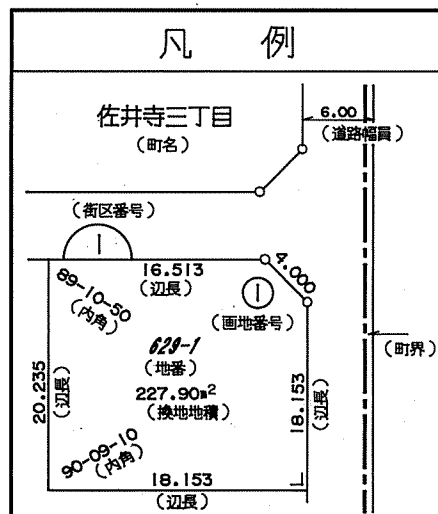 凡例
佐井寺三丁目
(町名)
6.00
(道路幅員)
(街区番号)
1
16.513
(辺長)
4.000
89-10-50
(内角)
1
(画地番号)
629-1
(地番)
227.90m²
(換地地積)
(町界)
20.235
(辺長)
18.153
(辺長)
90-09-10
(内角)
18.153
(辺長)